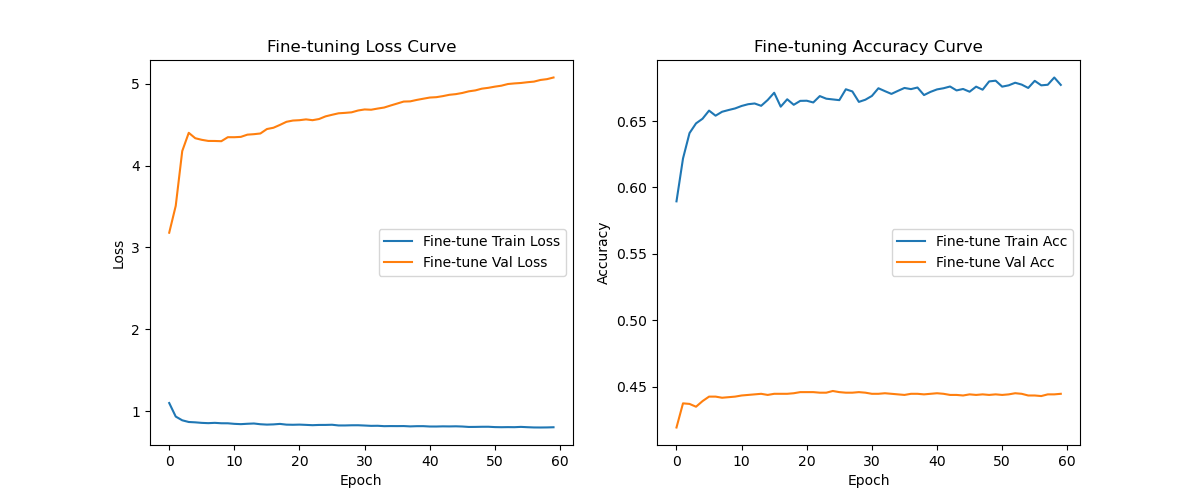 Fine-tuning Loss Curve
5
4
3
2
1
Loss
Fine-tune Train Loss
Fine-tune Val Loss
0 10 20 30 40 50 60
Epoch
Fine-tuning Accuracy Curve
0.65
0.60
0.55
0.50
0.45
Accuracy
Fine-tune Train Acc
Fine-tune Val Acc
0 10 20 30 40 50 60
Epoch